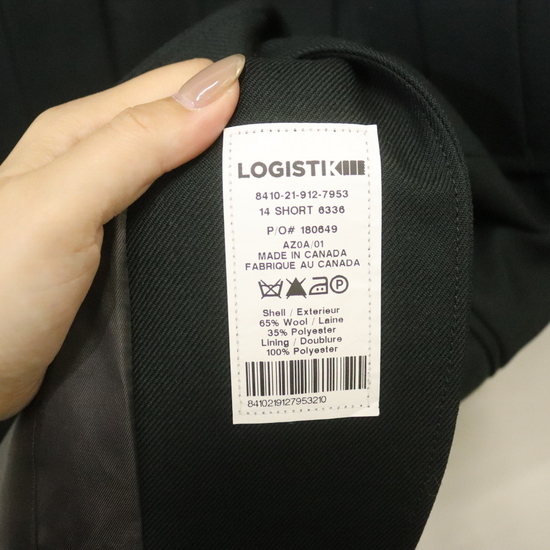 LOGISTIK
8410-21-912-7953
14 SHORT 6336
P/O# 180649
AZ0A/01
MADE IN CANADA
FABRIQUE AU CANADA
P
Shell / Exterieur
65% Wool / Laine
35% Polyester
Lining / Doublure
100% Polyester
8410219127953210